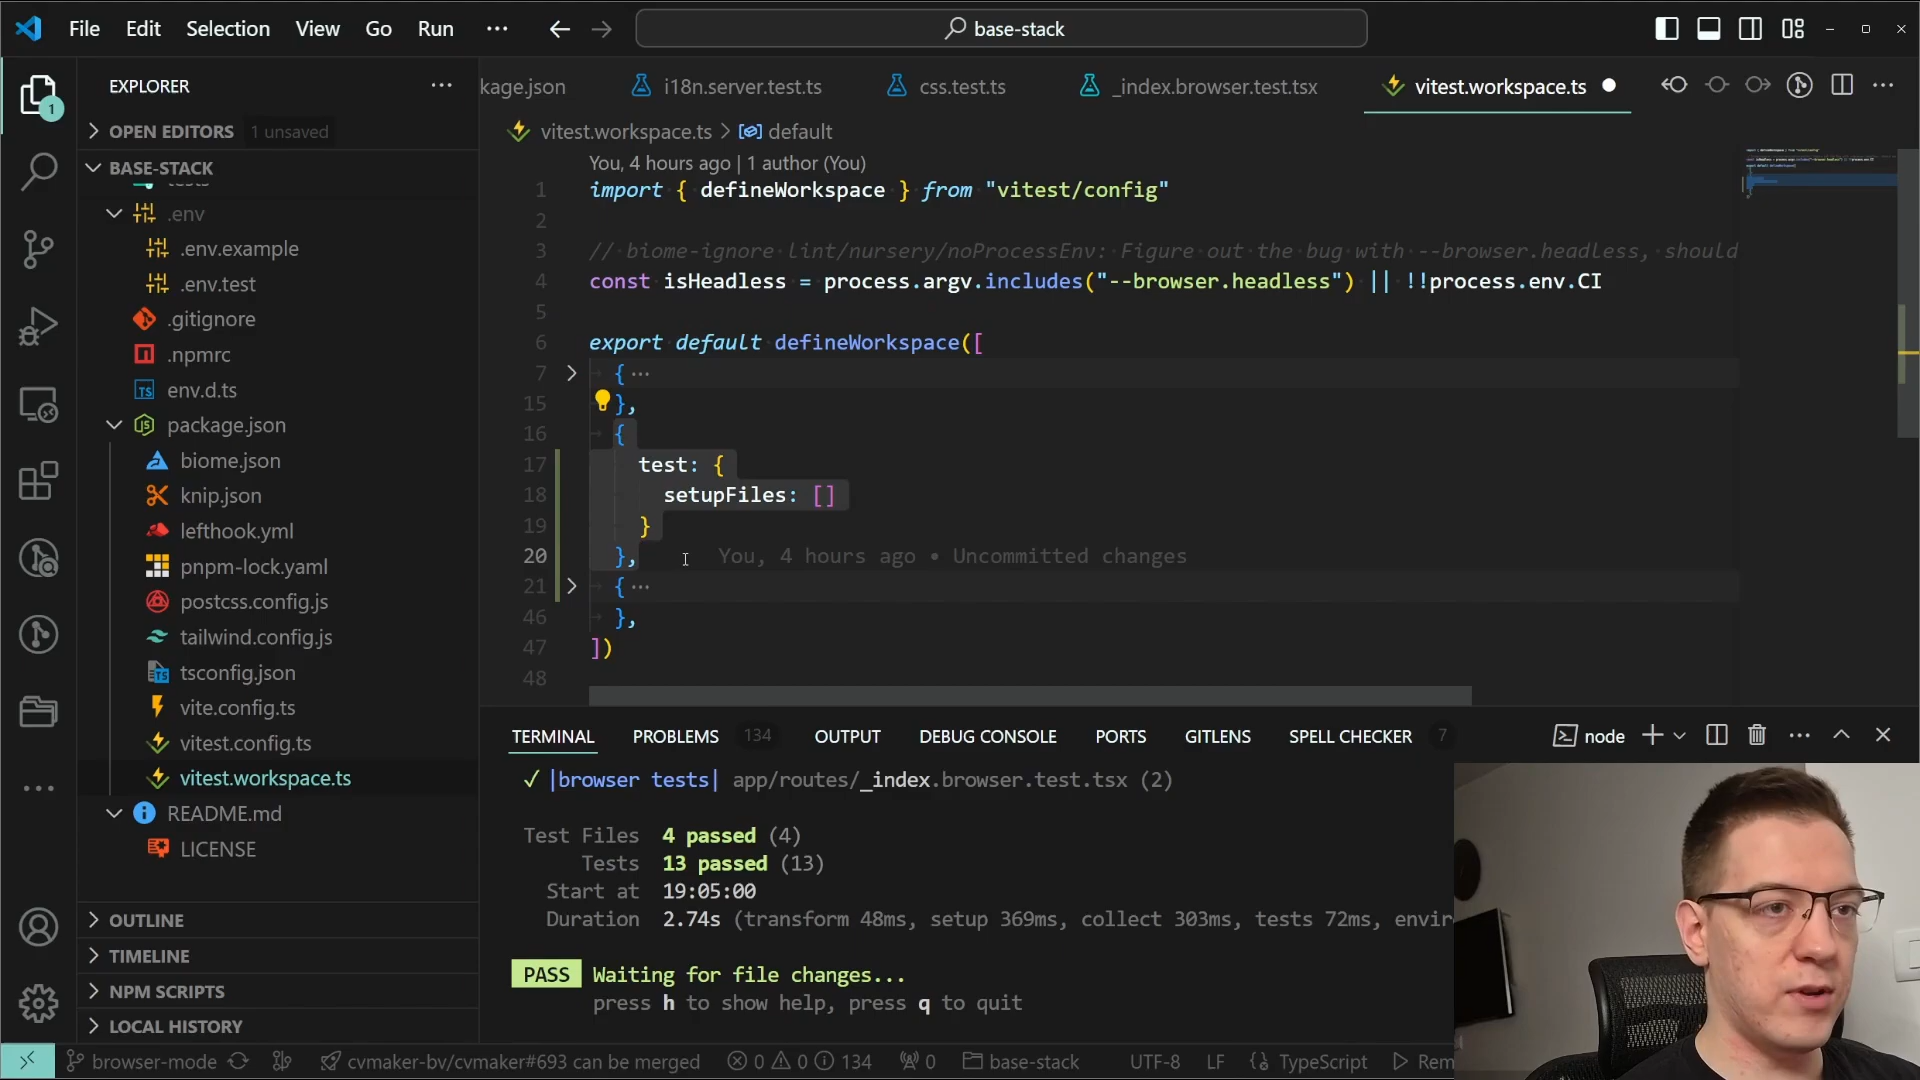 File Edit Selection View Go Run ··· base-stack
EXPLORER ···
OPEN EDITORS 1 unsaved
BASE-STACK
.env
.env.example
.env.test
.gitignore
.npmrc
env.d.ts
package.json
biome.json
knip.json
lefthook.yml
pnpm-lock.yaml
postcss.config.js
tailwind.config.js
tsconfig.json
vite.config.ts
vitest.config.ts
vitest.workspace.ts
README.md
LICENSE
OUTLINE
TIMELINE
NPM SCRIPTS
LOCAL HISTORY
kage.json i18n.server.test.ts css.test.ts _index.browser.test.tsx vitest.workspace.ts
vitest.workspace.ts > default
You, 4 hours ago | 1 author (You)
1 import { defineWorkspace } from "vitest/config"
2
3 // biome-ignore lint/nursery/noProcessEnv: Figure out the bug with --browser.headless, should
4 const isHeadless = process.argv.includes("--browser.headless") || !!process.env.CI
5
6 export default defineWorkspace([
7 { ···
15 },
16 {
17 test: {
18 setupFiles: []
19 }
20 }, You, 4 hours ago • Uncommitted changes
21 { ···
46 },
47 ])
48
TERMINAL PROBLEMS 134 OUTPUT DEBUG CONSOLE PORTS GITLENS SPELL CHECKER 7 node
✓ |browser tests| app/routes/_index.browser.test.tsx (2)
Test Files 4 passed (4)
Tests 13 passed (13)
Start at 19:05:00
Duration 2.74s (transform 48ms, setup 369ms, collect 303ms, tests 72ms, envir
PASS Waiting for file changes...
press h to show help, press q to quit
browser-mode cvmaker-bv/cvmaker#693 can be merged 0 0 134 0 base-stack UTF-8 LF TypeScript Rem